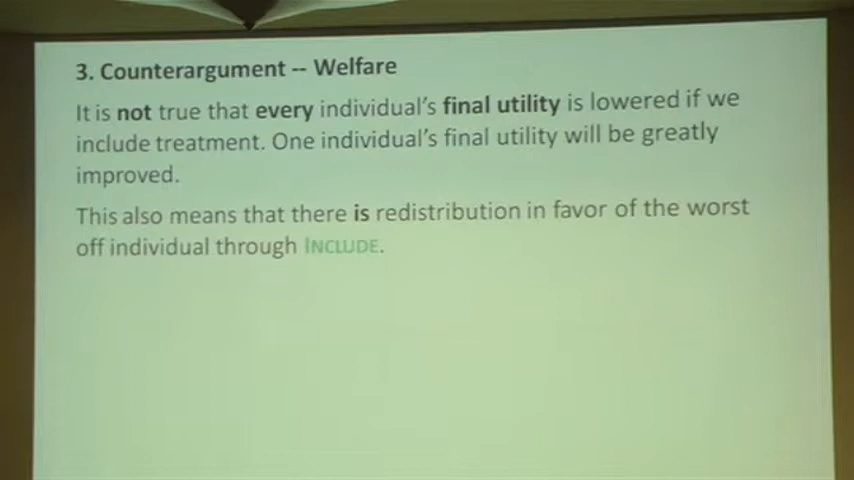 3. Counterargument -- Welfare
It is not true that every individual's final utility is lowered if we
include treatment. One individual's final utility will be greatly
improved.
This also means that there is redistribution in favor of the worst
off individual through INCLUDE.